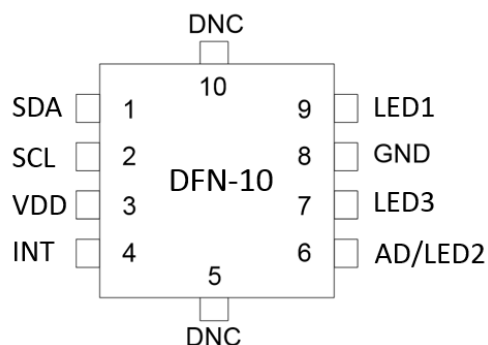 DNC
10
SDA 1 9 LED1
SCL 2 8 GND
DFN-10
VDD 3 7 LED3
INT 4 6 AD/LED2
5
DNC